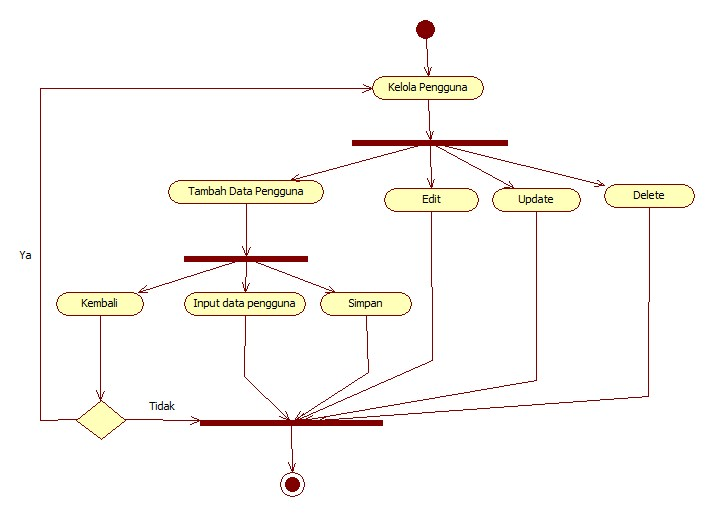 Kelola Pengguna
Tambah Data Pengguna
Edit
Update
Delete
Ya
Kembali
Input data pengguna
Simpan
Tidak